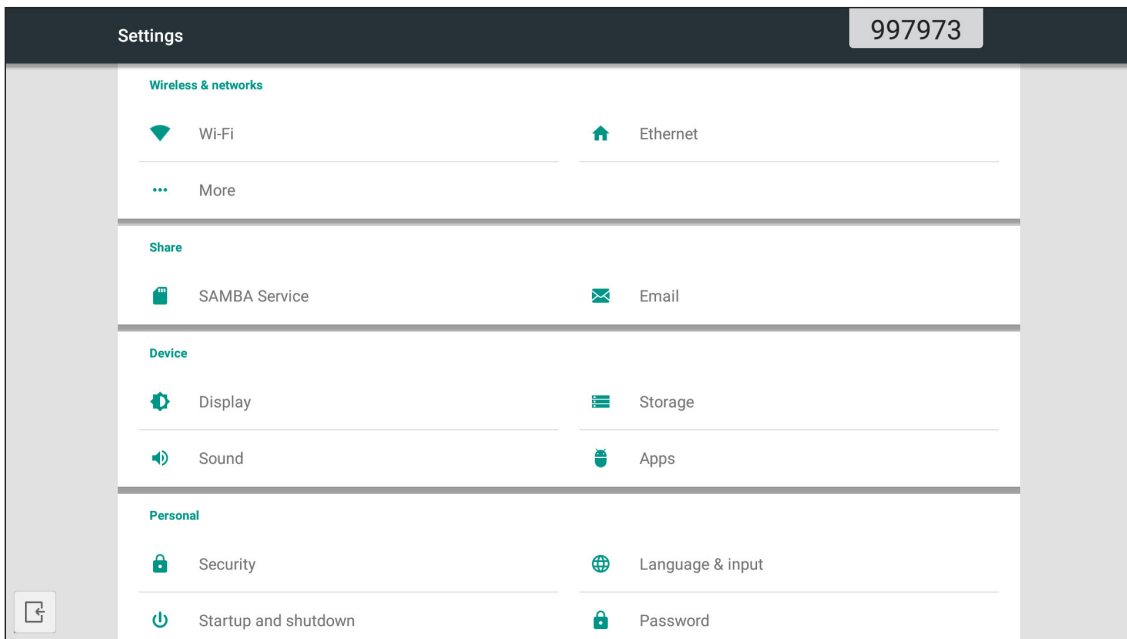 Settings
997973
Wireless & networks
Wi-Fi
Ethernet
More
Share
SAMBA Service
Email
Device
Display
Storage
Sound
Apps
Personal
Security
Language & input
Startup and shutdown
Password